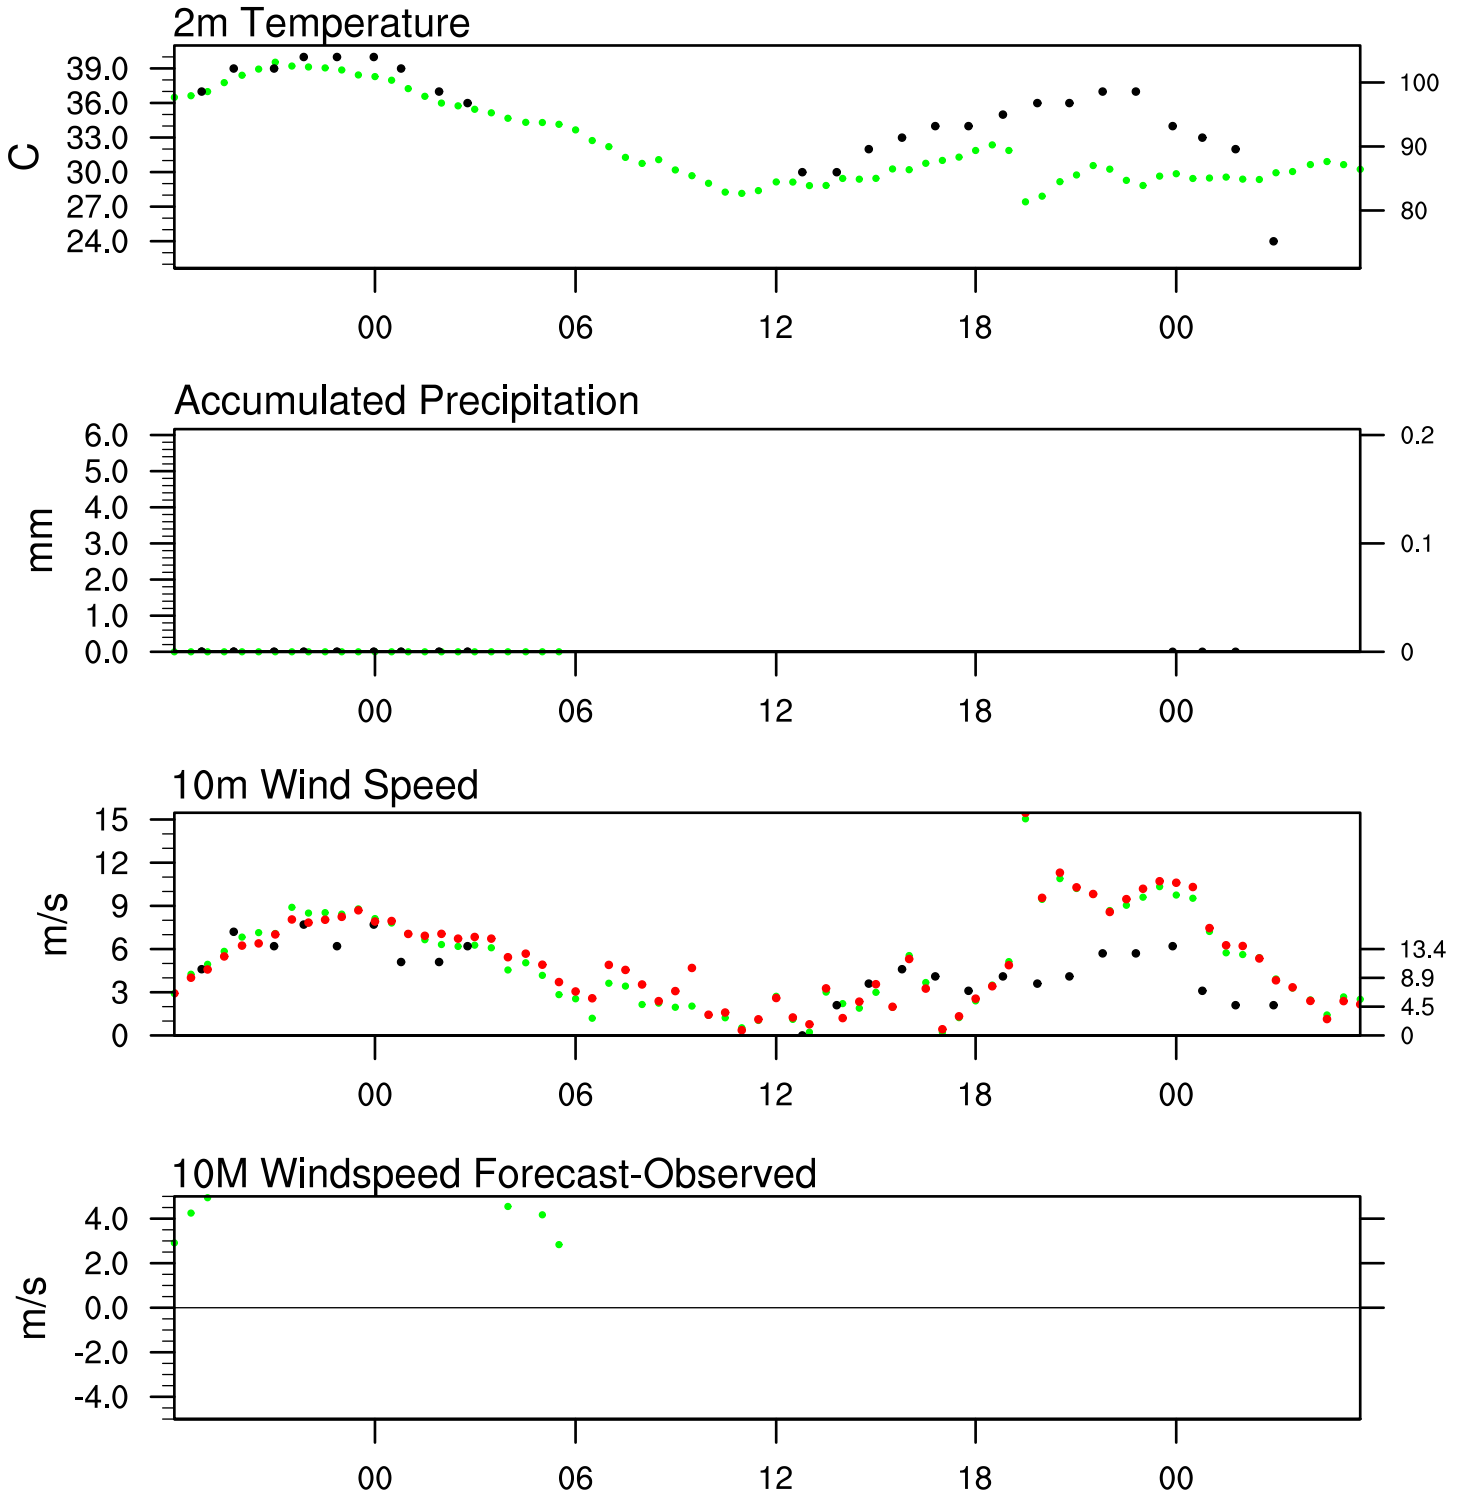 2m Temperature
39.0
36.0
33.0
30.0
27.0
24.0
C
100
90
80
00 06 12 18 00
Accumulated Precipitation
6.0
5.0
4.0
3.0
2.0
1.0
0.0
mm
0.2
0.1
0
00 06 12 18 00
10m Wind Speed
15
12
9
6
3
0
m/s
13.4
8.9
4.5
0
00 06 12 18 00
10M Windspeed Forecast-Observed
4.0
2.0
0.0
-2.0
-4.0
m/s
00 06 12 18 00